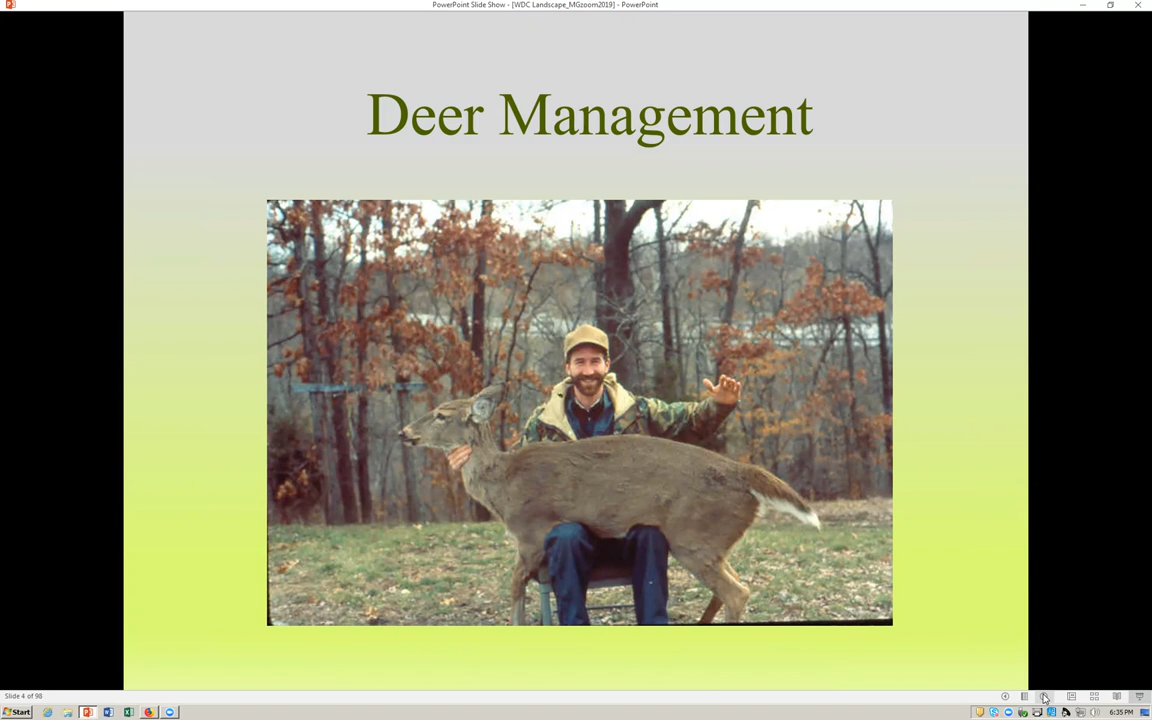 PowerPoint Slide Show - [WDC Landscape_MGzoom2019] - PowerPoint
Deer Management
Slide 4 of 98
Start
6:35 PM